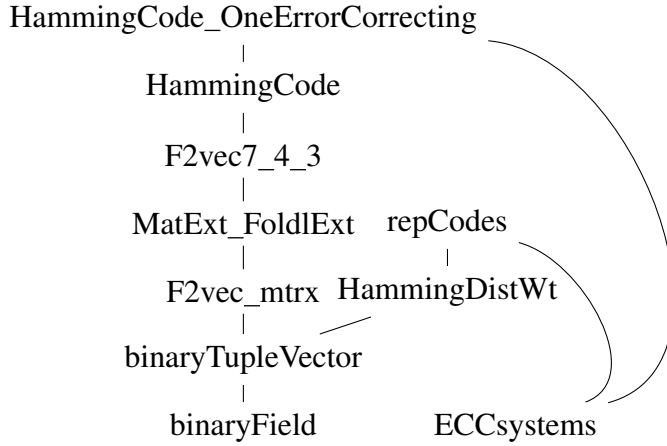 HammingCode_OneErrorCorrecting
HammingCode
F2vec7_4_3
MatExt_FoldlExt repCodes
F2vec_mtrx HammingDistWt
binaryTupleVector
binaryField ECCsystems